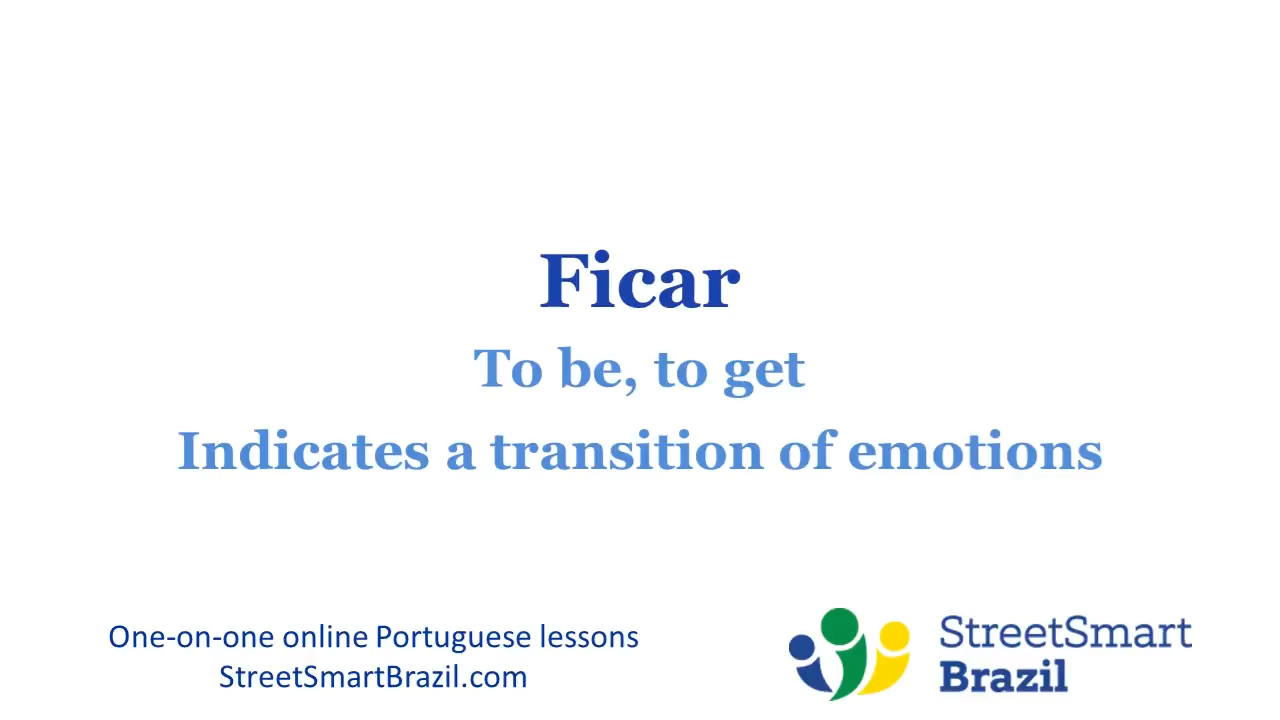 Ficar
To be, to get
Indicates a transition of emotions
One-on-one online Portuguese lessons
StreetSmartBrazil.com
StreetSmart
Brazil